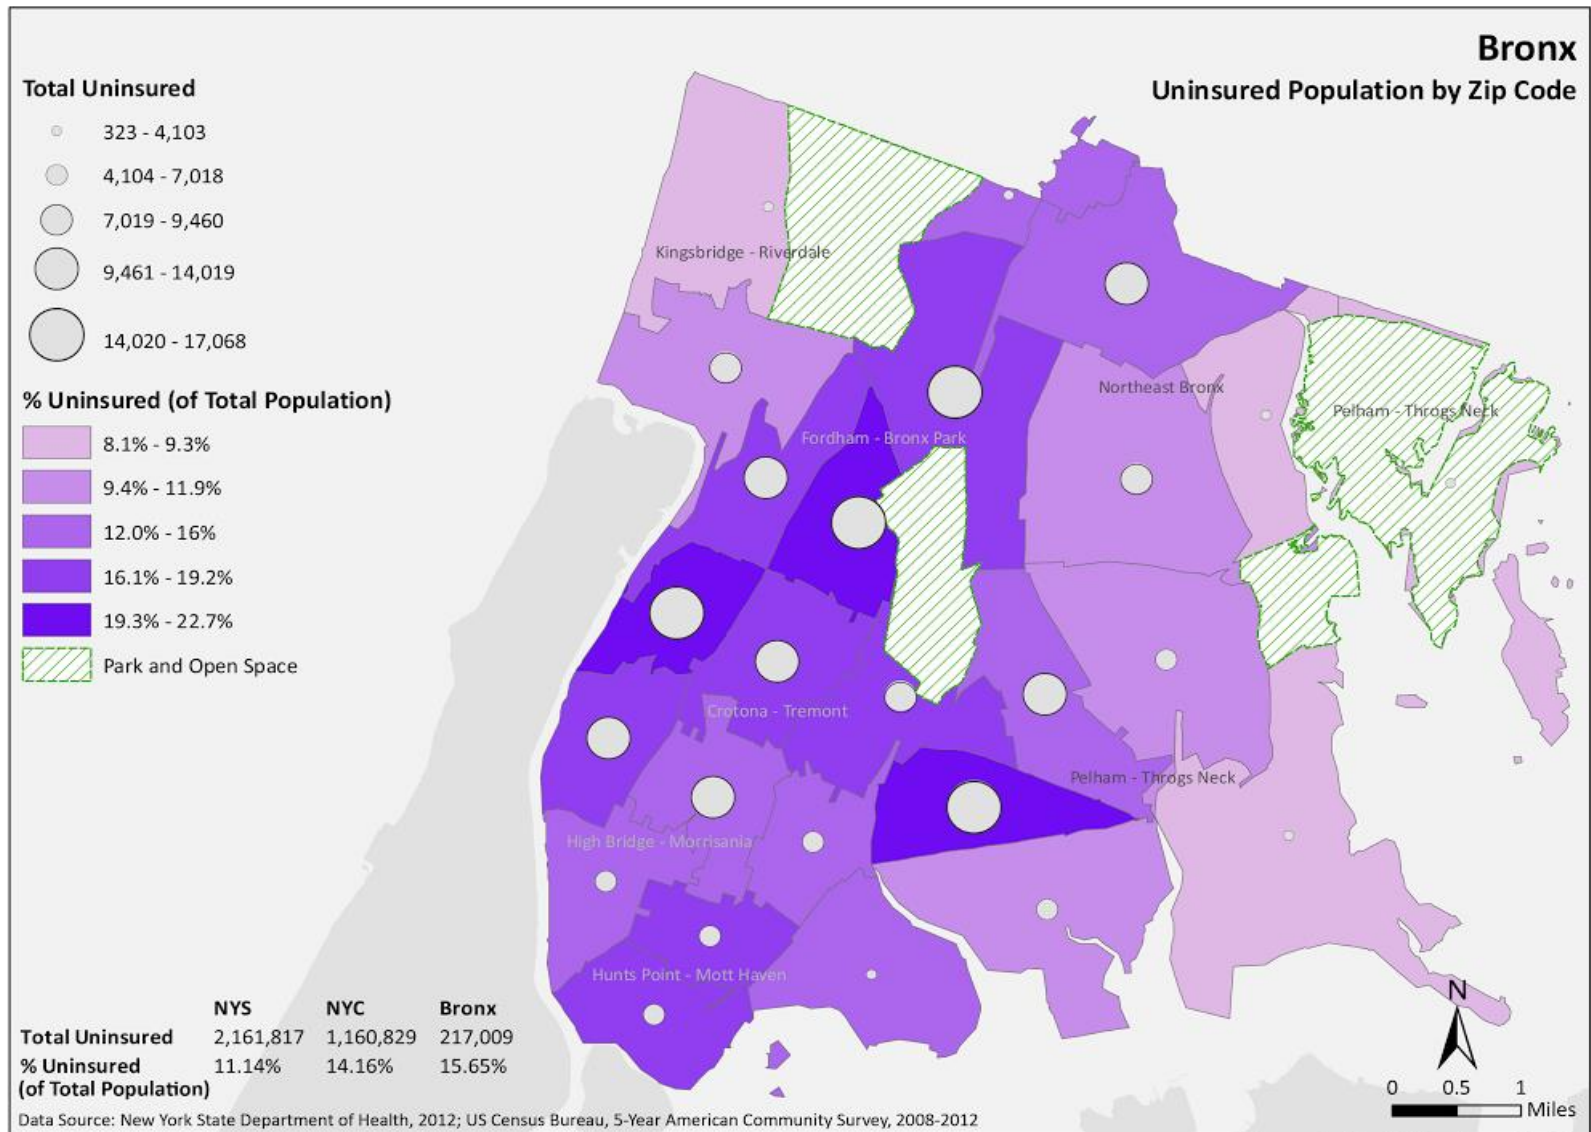 Bronx
Uninsured Population by Zip Code
Total Uninsured
323 - 4,103
4,104 - 7,018
7,019 - 9,460
9,461 - 14,019
14,020 - 17,068
% Uninsured (of Total Population)
8.1% - 9.3%
9.4% - 11.9%
12.0% - 16%
16.1% - 19.2%
19.3% - 22.7%
Park and Open Space
Kingsbridge - Riverdale
Northeast Bronx
Pelham - Throgs Neck
Fordham - Bronx Park
Crotona - Tremont
Pelham - Throgs Neck
High Bridge - Morrisania
Hunts Point - Mott Haven
NYS NYC Bronx
Total Uninsured 2,161,817 1,160,829 217,009
% Uninsured 11.14% 14.16% 15.65%
(of Total Population)
N
0 0.5 1
Miles
Data Source: New York State Department of Health, 2012; US Census Bureau, 5-Year American Community Survey, 2008-2012